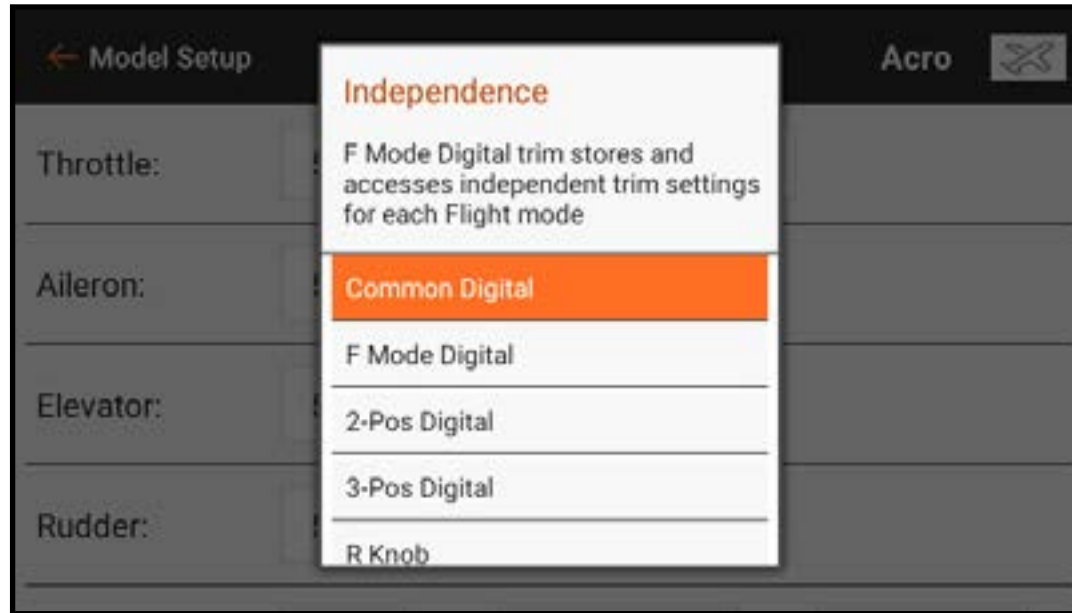 ← Model Setup
Acro
Independence
F Mode Digital trim stores and
accesses independent trim settings
for each Flight mode
Throttle:
Aileron:
Elevator:
Rudder:
Common Digital
F Mode Digital
2-Pos Digital
3-Pos Digital
R Knob